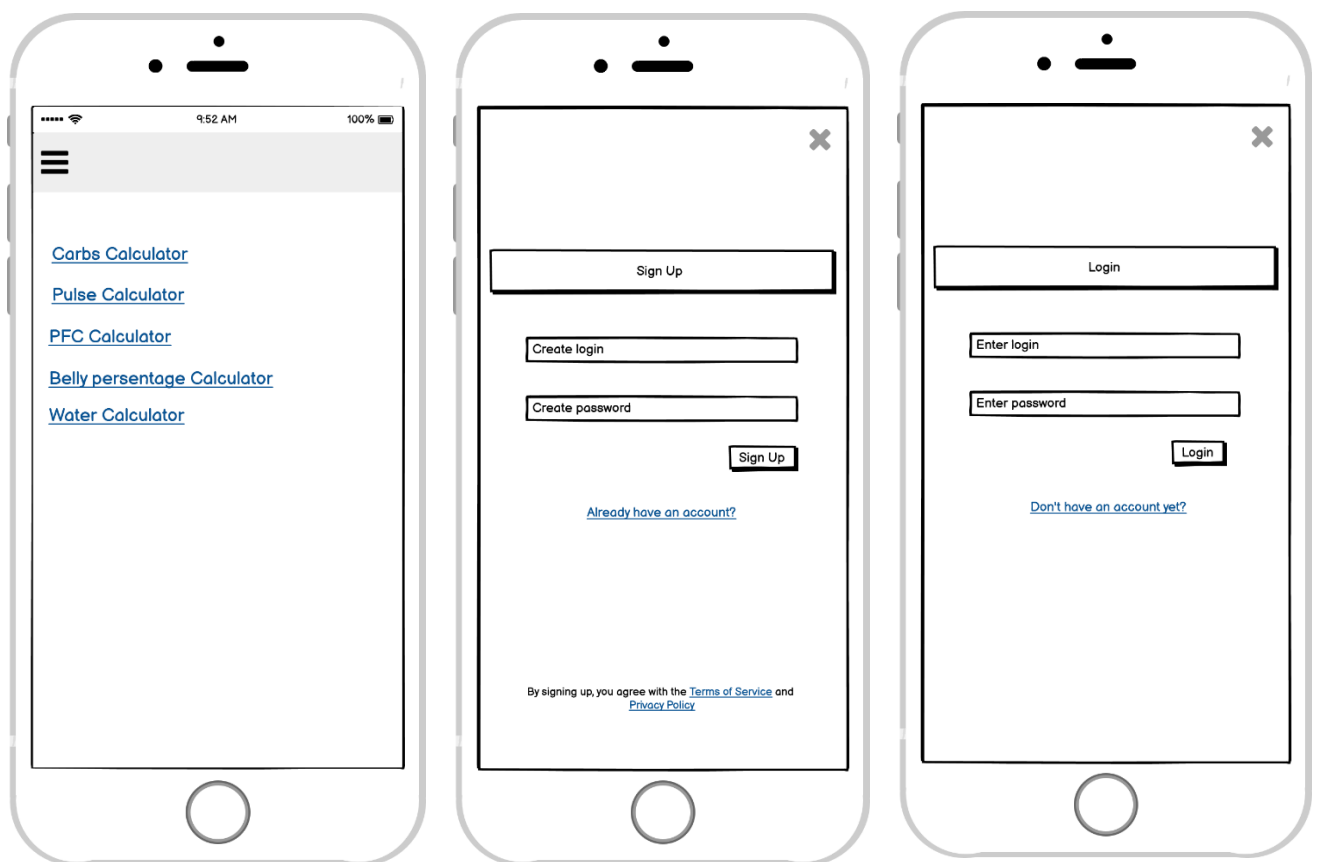 9:52 AM 100%
Carbs Calculator
Pulse Calculator
PFC Calculator
Belly persentage Calculator
Water Calculator
Sign Up
Create login
Create password
Sign Up
Already have an account?
By signing up, you agree with the Terms of Service and
Privacy Policy
Login
Enter login
Enter password
Login
Don't have an account yet?